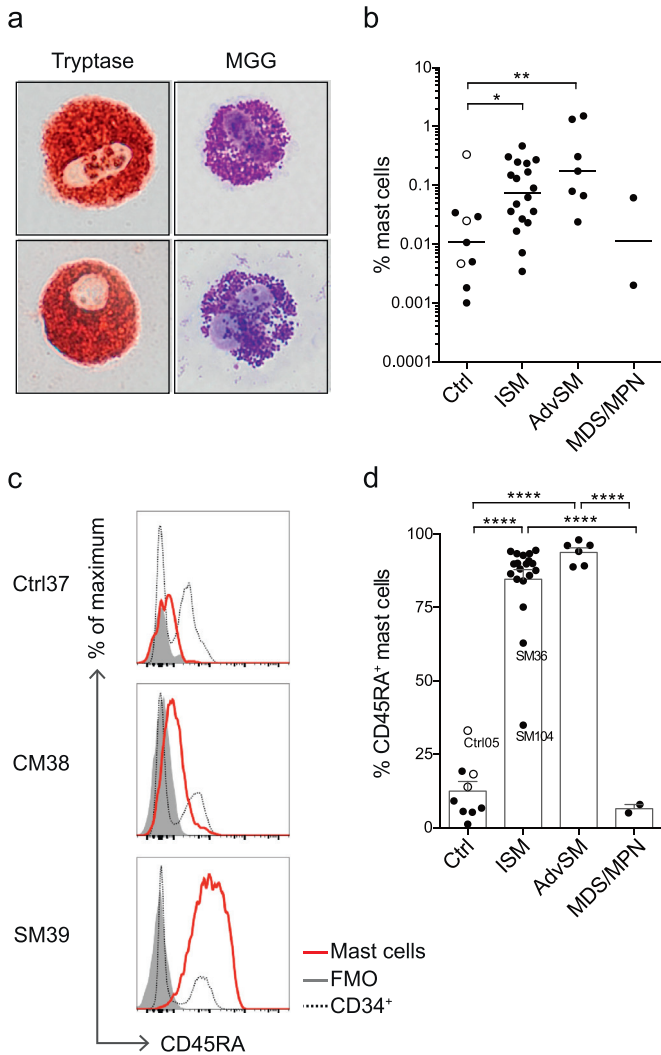 a
Tryptase
MGG
b
% mast cells
10
1
0.1
0.01
0.001
0.0001
**
*
Ctrl
ISM
AdvSM
MDS/MPN
c
% of maximum
Ctrl37
CM38
SM39
CD45RA
Mast cells
FMO
CD34⁺
d
% CD45RA⁺ mast cells
100
75
50
25
0
**** ****
**** ****
SM36
SM104
Ctrl05
Ctrl
ISM
AdvSM
MDS/MPN